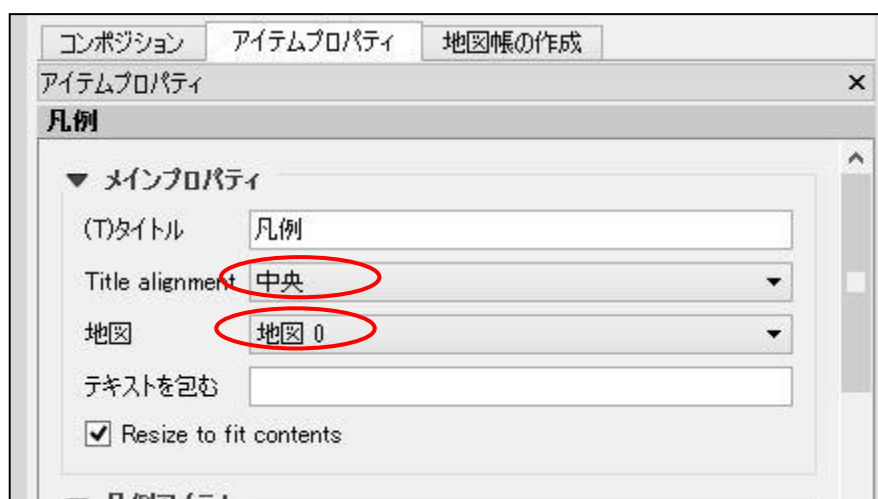 コンポジション アイテムプロパティ 地図帳の作成
アイテムプロパティ ×
凡例
▼ メインプロパティ
(T)タイトル 凡例
Title alignment 中央
地図 地図 0
テキストを包む
Resize to fit contents